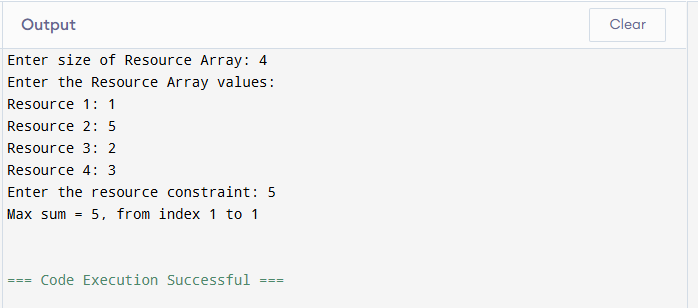 Output
Clear
Enter size of Resource Array: 4
Enter the Resource Array values:
Resource 1: 1
Resource 2: 5
Resource 3: 2
Resource 4: 3
Enter the resource constraint: 5
Max sum = 5, from index 1 to 1
=== Code Execution Successful ===